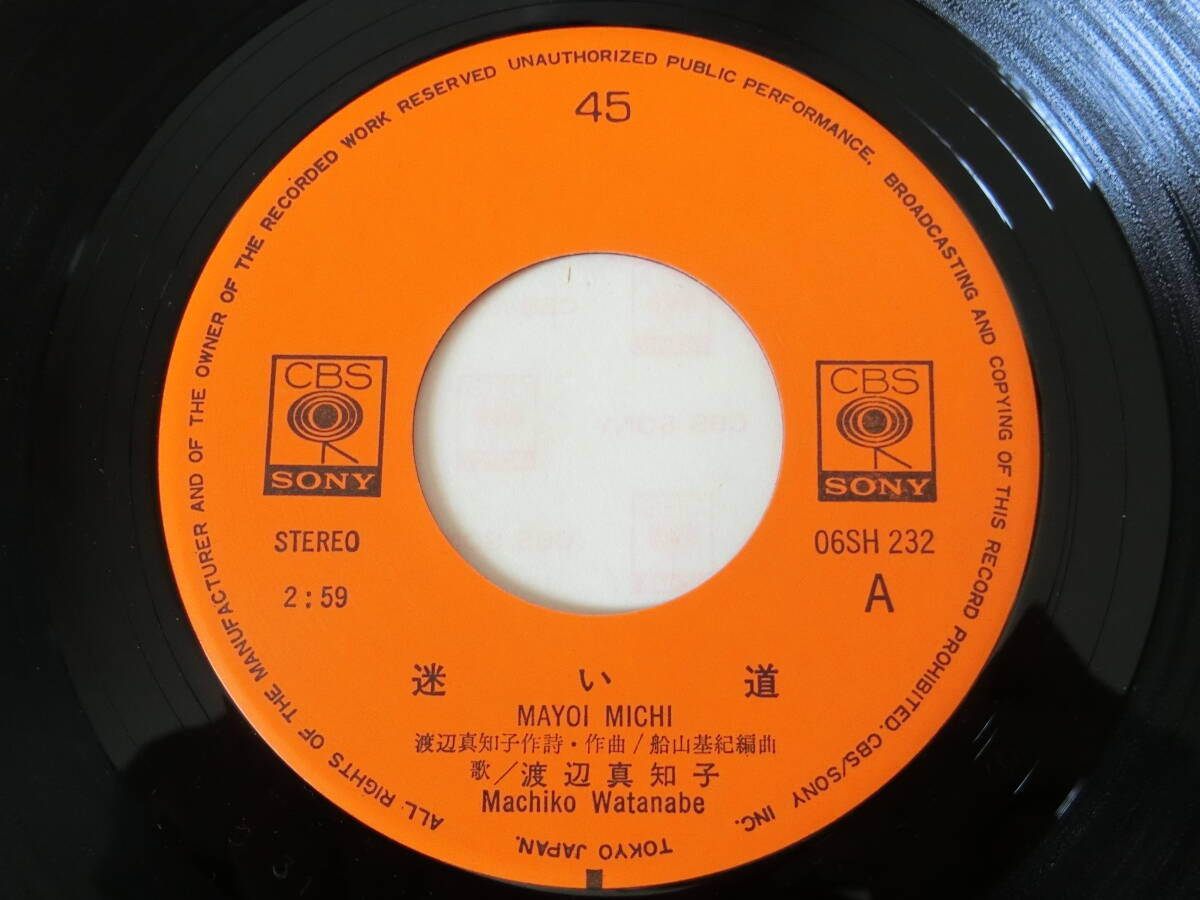 ALL RIGHTS OF THE MANUFACTURER AND OF THE OWNER OF THE RECORDED WORK RESERVED UNAUTHORIZED PUBLIC PERFORMANCE, BROADCASTING AND COPYING OF THIS RECORD PROHIBITED. CBS/SONY INC. TOKYO JAPAN.
45
CBS
SONY
CBS
SONY
STEREO
2:59
06SH 232
A
迷い道
MAYOI MICHI
渡辺真知子作詩・作曲/船山基紀編曲
歌/渡辺真知子
Machiko Watanabe